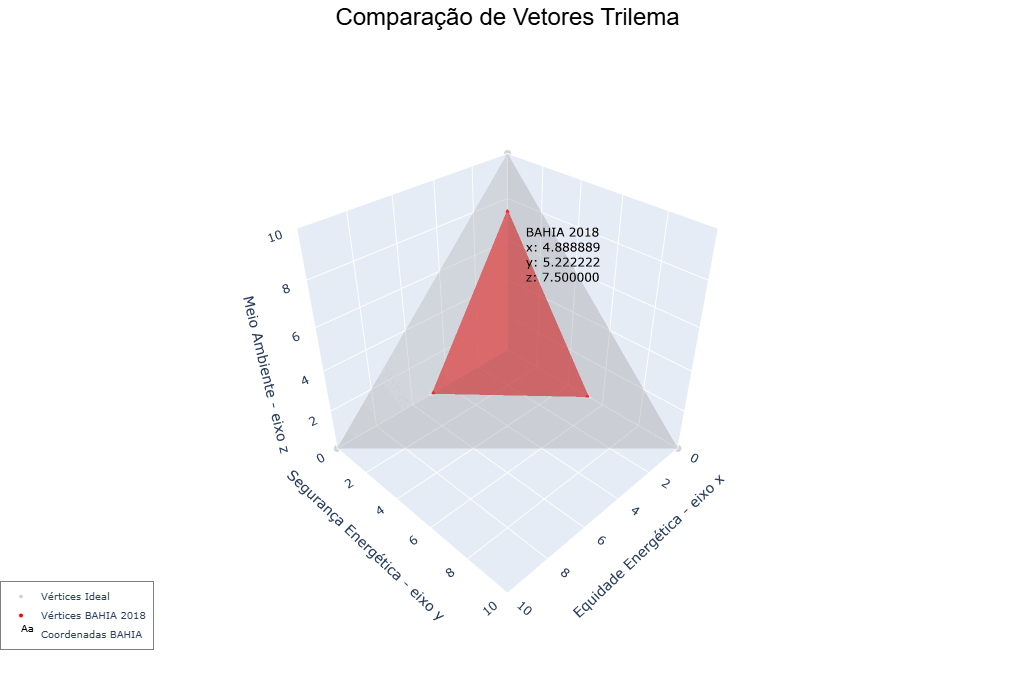 Comparação de Vetores Trilema
BAHIA 2018
x: 4.888889
y: 5.222222
z: 7.500000
10
8
6
4
2
Meio Ambiente - eixo z
0
2
4
6
8
10
Segurança Energética - eixo y
0
2
4
6
8
10
Equidade Energética - eixo x
Vértices Ideal
Vértices BAHIA 2018
Aa
Coordenadas BAHIA